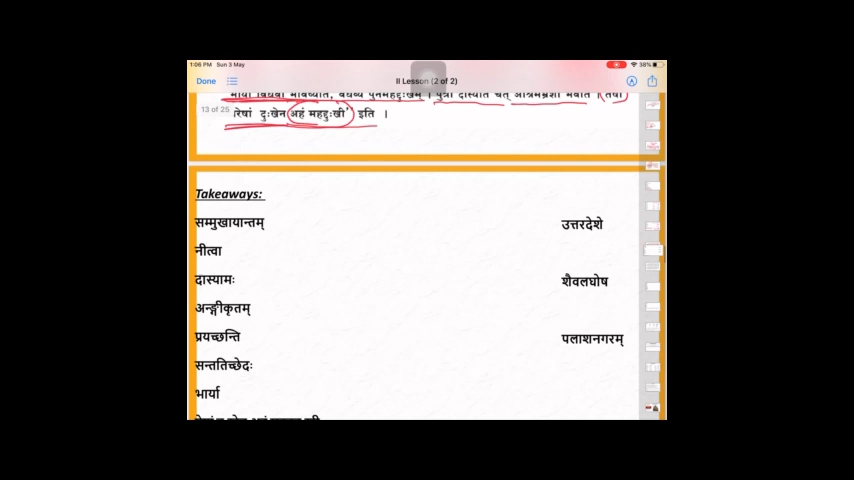 1:06 PM Sun 3 May
38%
Done
II Lesson (2 of 2)
13 of 25
रेषां दुःखेन अहं महद्दुःखी" इति ।
Takeaways:
सम्मुखायान्तम्
उत्तरदेशे
नीत्वा
दास्यामः
शैवलघोष
अन्ङ्गीकृतम्
प्रयच्छन्ति
पलाशनगरम्
सन्ततिच्छेदः
भार्या